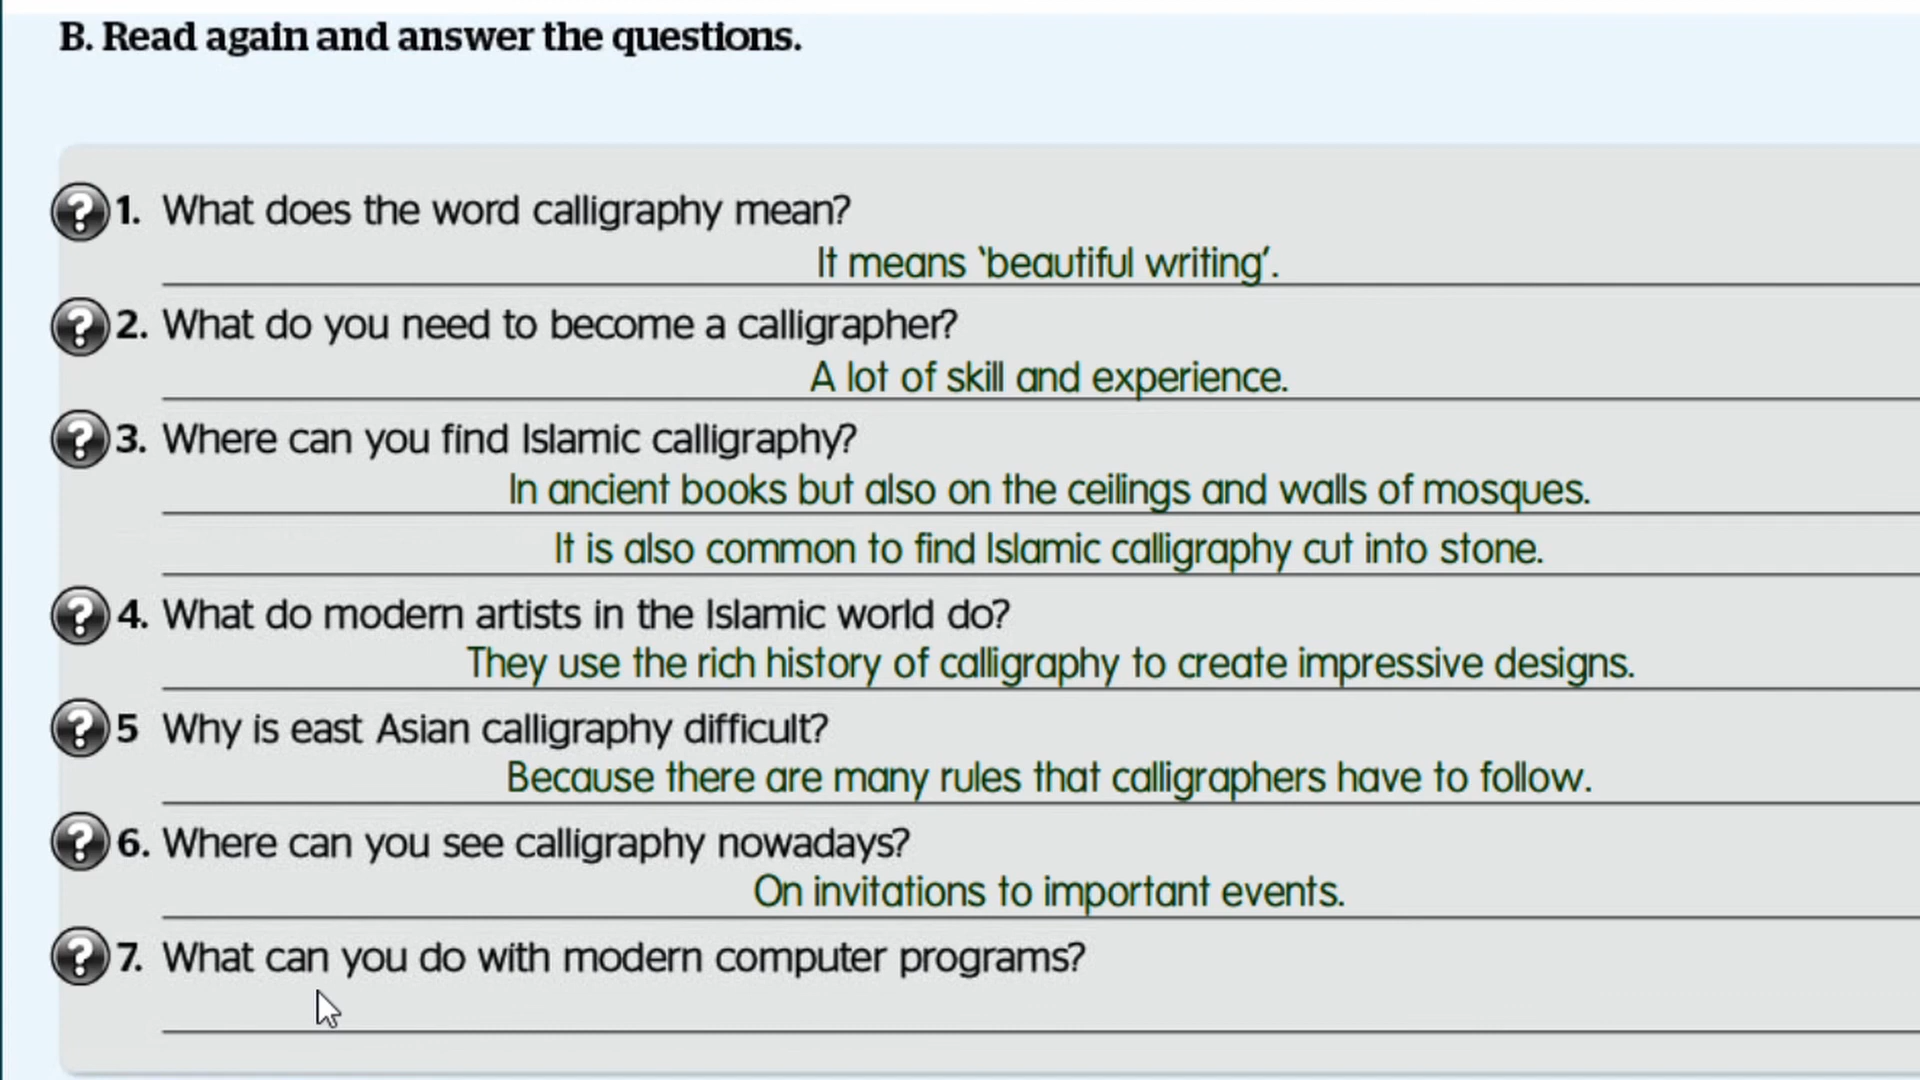 B. Read again and answer the questions.
1. What does the word calligraphy mean?
It means ‘beautiful writing’.
2. What do you need to become a calligrapher?
A lot of skill and experience.
3. Where can you find Islamic calligraphy?
In ancient books but also on the ceilings and walls of mosques.
It is also common to find Islamic calligraphy cut into stone.
4. What do modern artists in the Islamic world do?
They use the rich history of calligraphy to create impressive designs.
5 Why is east Asian calligraphy difficult?
Because there are many rules that calligraphers have to follow.
6. Where can you see calligraphy nowadays?
On invitations to important events.
7. What can you do with modern computer programs?